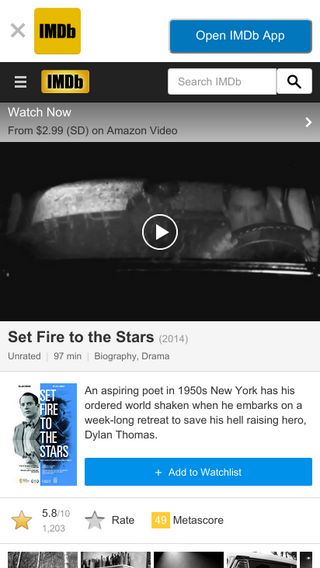 IMDb
Open IMDb App
IMDb
Search IMDb
Watch Now
From $2.99 (SD) on Amazon Video
Set Fire to the Stars (2014)
Unrated | 97 min | Biography, Drama
SET
FIRE
TO
THE
STARS
An aspiring poet in 1950s New York has his
ordered world shaken when he embarks on a
week-long retreat to save his hell raising hero,
Dylan Thomas.
+ Add to Watchlist
5.8/10
1,203
Rate
49 Metascore